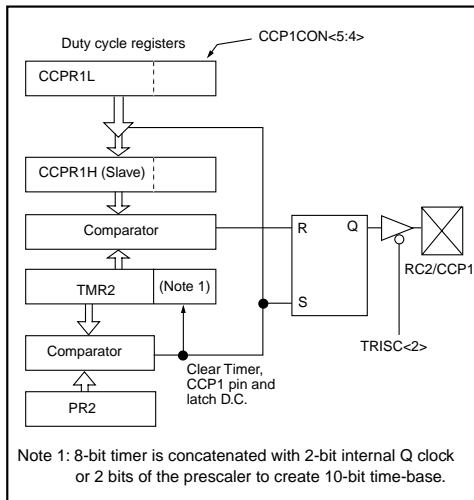 Duty cycle registers
CCP1CON<5:4>
CCPR1L
CCPR1H (Slave)
Comparator
R
Q
RC2/CCP1
TMR2
(Note 1)
S
TRISC<2>
Comparator
Clear Timer,
CCP1 pin and
latch D.C.
PR2
Note 1: 8-bit timer is concatenated with 2-bit internal Q clock
or 2 bits of the prescaler to create 10-bit time-base.